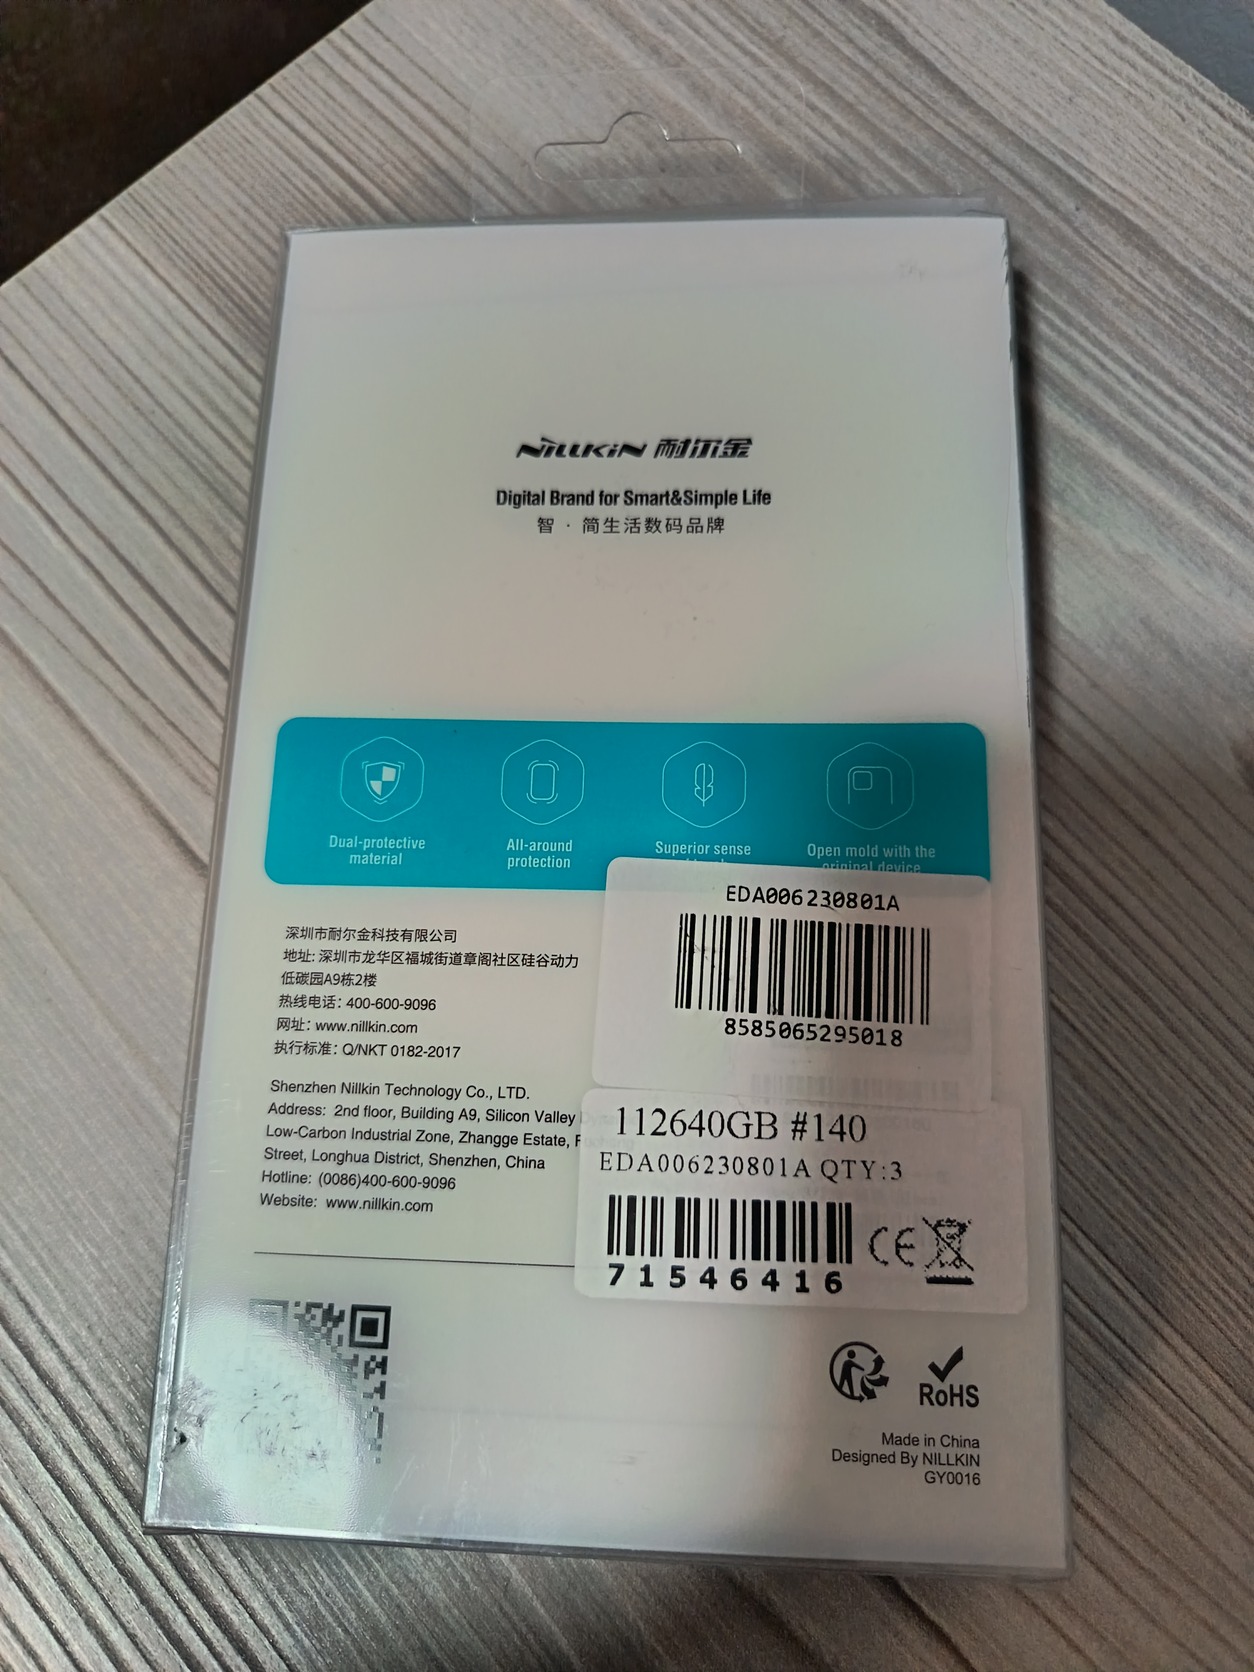 NILLKIN 耐尔金
Digital Brand for Smart&Simple Life
智 · 简生活数码品牌
Dual-protective
material
All-around
protection
Superior sense
Open mold with the
original device
EDA006230801A
8585065295018
深圳市耐尔金科技有限公司
地址: 深圳市龙华区福城街道章阁社区硅谷动力
低碳园A9栋2楼
热线电话: 400-600-9096
网址: www.nillkin.com
执行标准: Q/NKT 0182-2017
Shenzhen Nillkin Technology Co., LTD.
Address: 2nd floor, Building A9, Silicon Valley
Low-Carbon Industrial Zone, Zhangge Estate,
Street, Longhua District, Shenzhen, China
Hotline: (0086)400-600-9096
Website: www.nillkin.com
112640GB #140
EDA006230801A QTY:3
71546416
CE
RoHS
Made in China
Designed By NILLKIN
GY0016